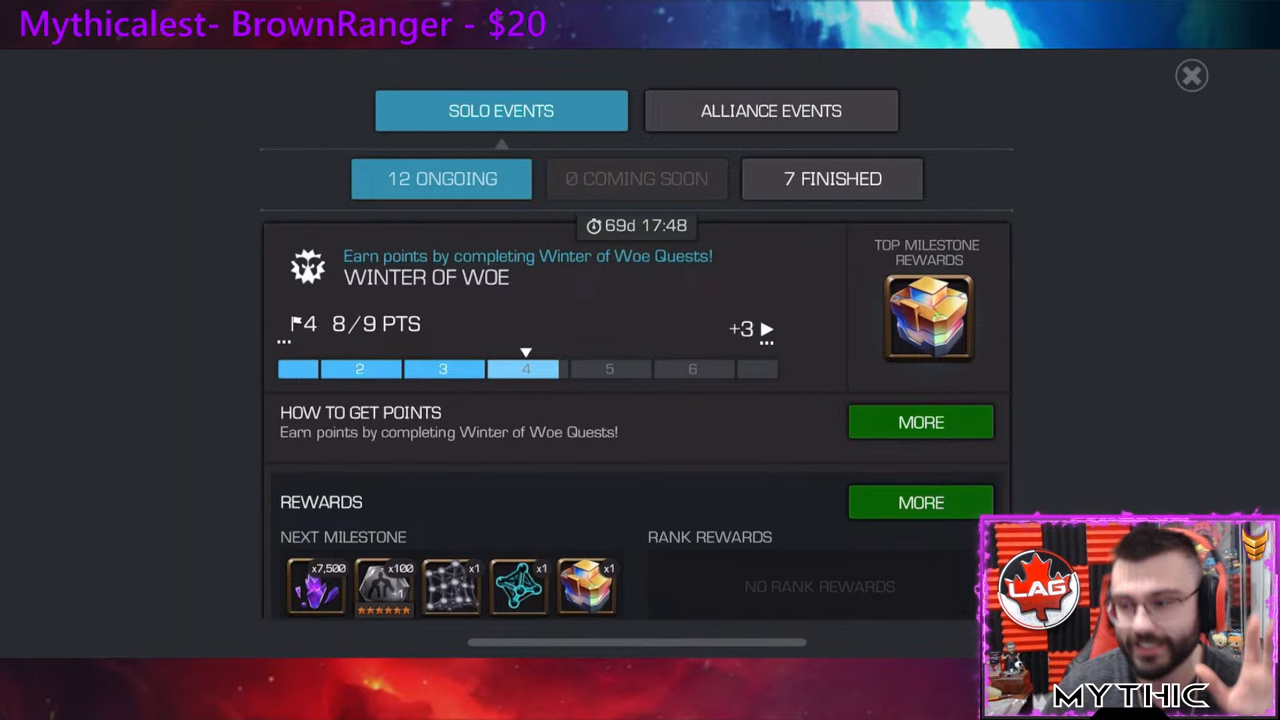 Mythicalest- BrownRanger - $20
SOLO EVENTS
ALLIANCE EVENTS
12 ONGOING
0 COMING SOON
7 FINISHED
69d 17:48
Earn points by completing Winter of Woe Quests!
WINTER OF WOE
TOP MILESTONE
REWARDS
4 8/9 PTS
+3
2
3
4
5
6
HOW TO GET POINTS
Earn points by completing Winter of Woe Quests!
MORE
REWARDS
MORE
NEXT MILESTONE
RANK REWARDS
x7,500
x100
1
x1
x1
x1
NO RANK REWARDS
LAG
MYTHIC